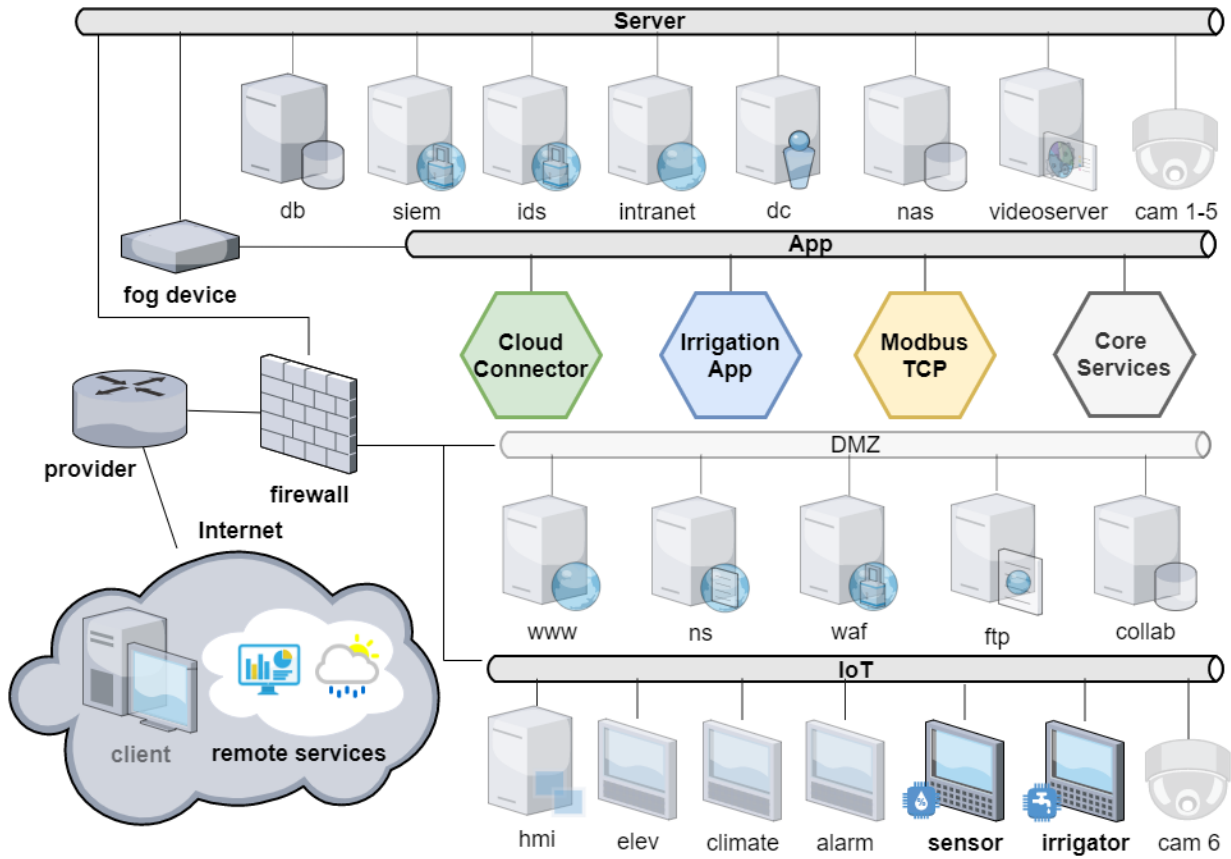 Server
db
siem
ids
intranet
dc
nas
videoserver
cam 1-5
App
fog device
Cloud
Connector
Irrigation
App
Modbus
TCP
Core
Services
provider
firewall
DMZ
Internet
www
ns
waf
ftp
collab
IoT
client
remote services
hmi
elev
climate
alarm
%
sensor
irrigator
cam 6